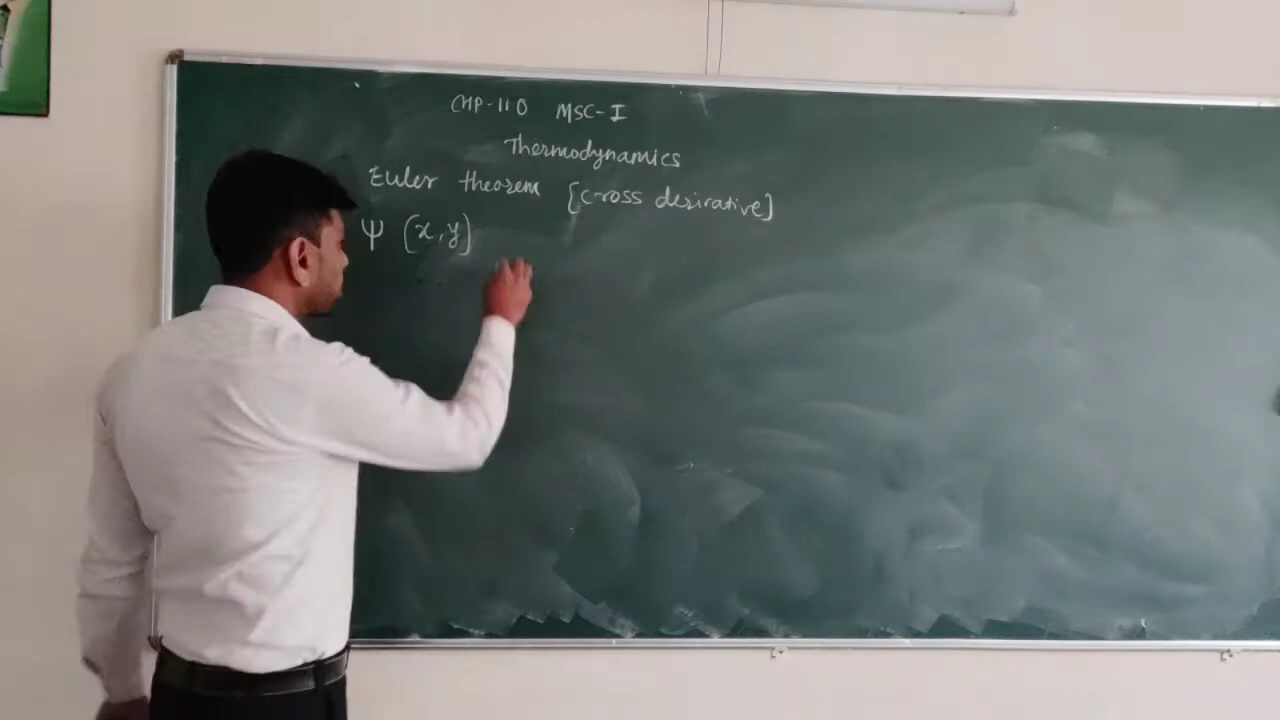 CHP-110 MSC-I
Thermodynamics
Euler theorem [cross derivative]
Ψ (x,y)